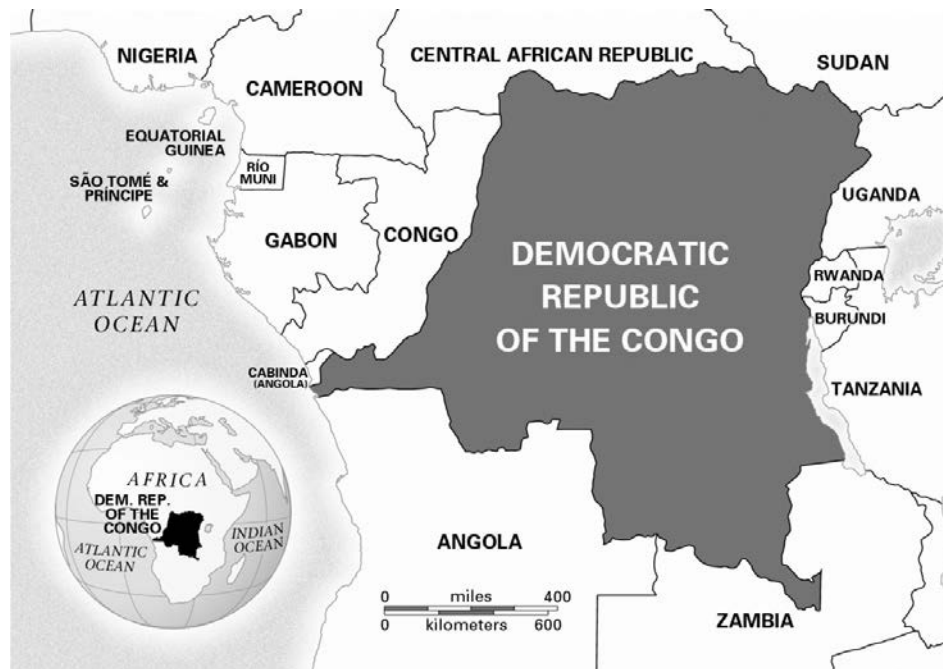 NIGERIA
CAMEROON
CENTRAL AFRICAN REPUBLIC
SUDAN
EQUATORIAL
GUINEA
RÍO
MUNI
SÃO TOMÉ &
PRÍNCIPE
GABON
CONGO
UGANDA
DEMOCRATIC
REPUBLIC
OF THE CONGO
RWANDA
BURUNDI
ATLANTIC
OCEAN
CABINDA
(ANGOLA)
TANZANIA
AFRICA
DEM. REP.
OF THE
CONGO
ATLANTIC
OCEAN
INDIAN
OCEAN
ANGOLA
0 miles 400
0 kilometers 600
ZAMBIA